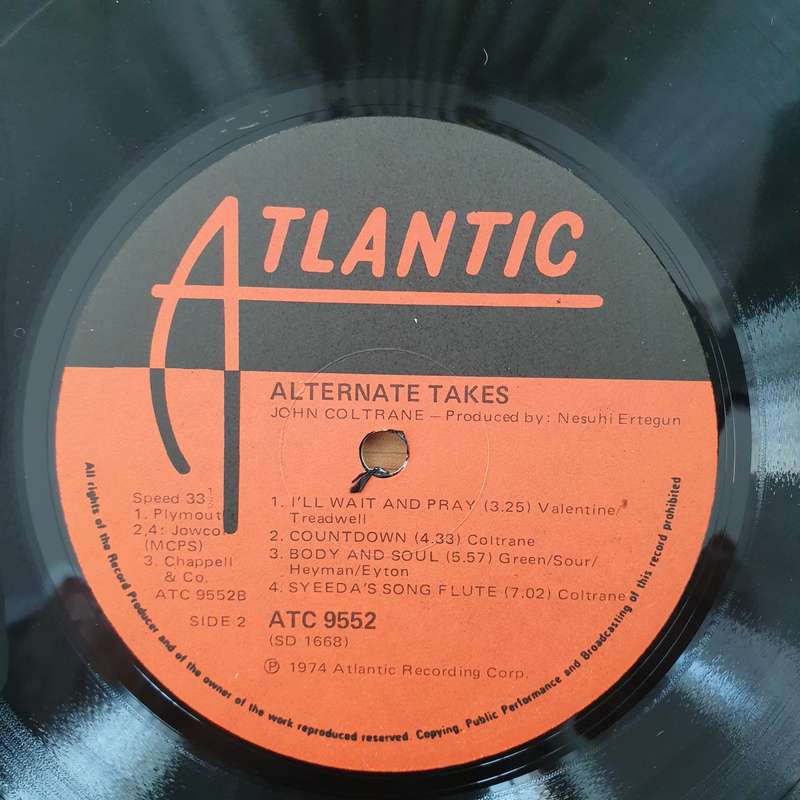 ATLANTIC
ALTERNATE TAKES
JOHN COLTRANE – Produced by: Nesuhi Ertegun
Speed 33⅓
1. Plymouth
2,4: Jowcol
(MCPS)
3. Chappell
& Co.
ATC 9552B
SIDE 2
1. I'LL WAIT AND PRAY (3.25) Valentine/
Treadwell
2. COUNTDOWN (4.33) Coltrane
3. BODY AND SOUL (5.57) Green/Sour/
Heyman/Eyton
4. SYEEDA'S SONG FLUTE (7.02) Coltrane
ATC 9552
(SD 1668)
℗ 1974 Atlantic Recording Corp.
All rights of the Record Producer and of the owner of the work reproduced reserved. Copying, Public Performance and Broadcasting of this record prohibited